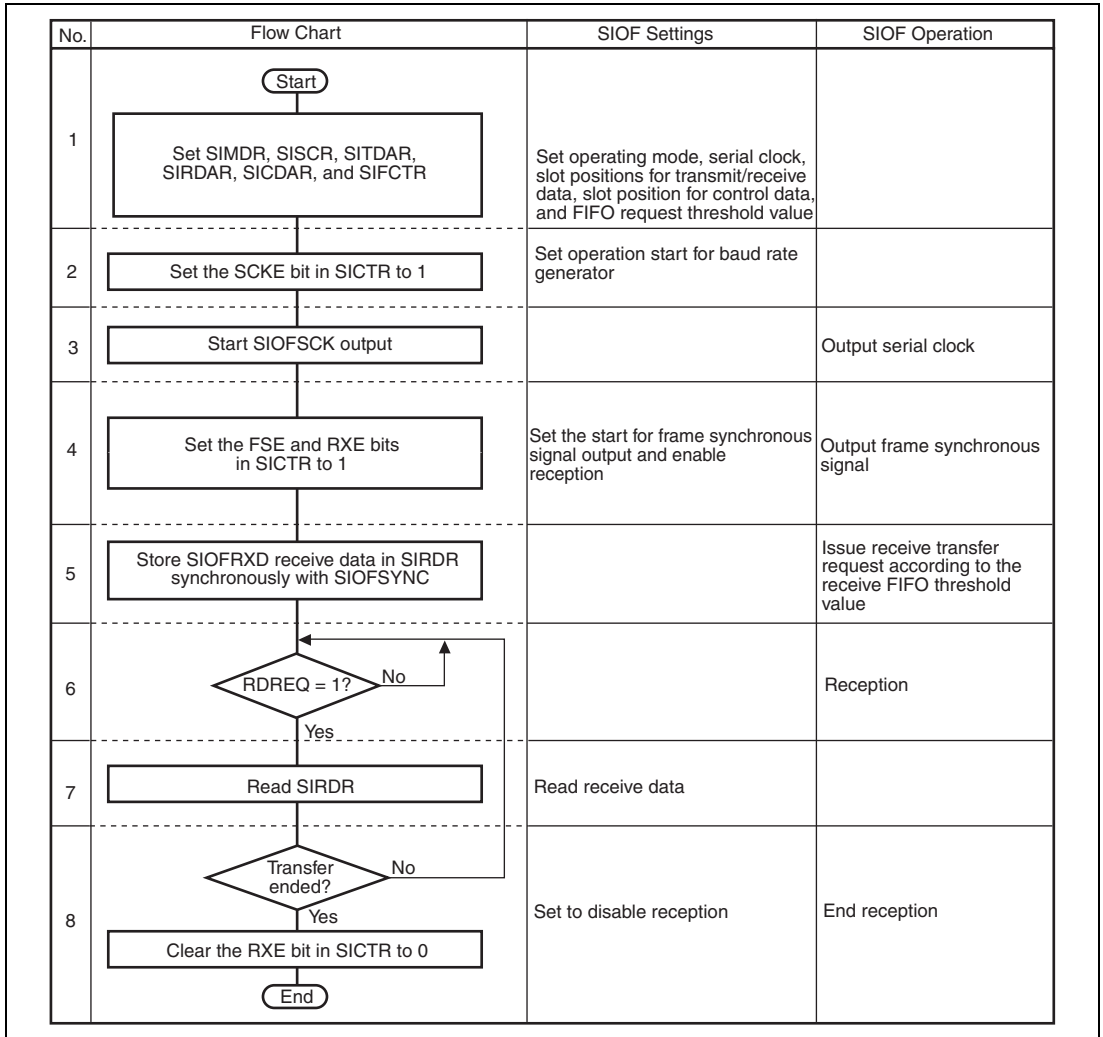 No.
Flow Chart
SIOF Settings
SIOF Operation
Start
1
Set SIMDR, SISCR, SITDAR,
SIRDAR, SICDAR, and SIFCTR
Set operating mode, serial clock,
slot positions for transmit/receive
data, slot position for control data,
and FIFO request threshold value
2
Set the SCKE bit in SICTR to 1
Set operation start for baud rate
generator
3
Start SIOFSCK output
Output serial clock
4
Set the FSE and RXE bits
in SICTR to 1
Set the start for frame synchronous
signal output and enable
reception
Output frame synchronous
signal
5
Store SIOFRXD receive data in SIRDR
synchronously with SIOFSYNC
Issue receive transfer
request according to the
receive FIFO threshold
value
6
RDREQ = 1?
No
Yes
Reception
7
Read SIRDR
Read receive data
8
Transfer
ended?
No
Yes
Clear the RXE bit in SICTR to 0
End
Set to disable reception
End reception